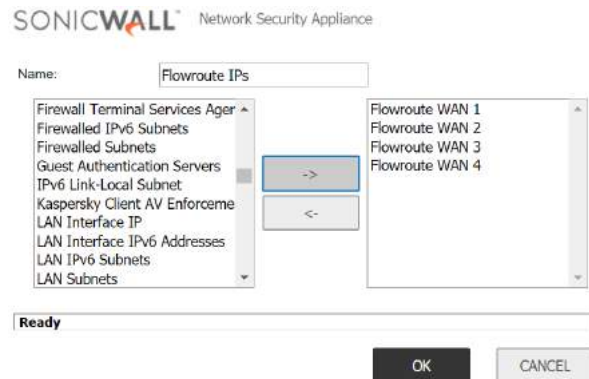 SONICWALL Network Security Appliance
Name: Flowroute IPs
Firewall Terminal Services Ager
Firewalled IPv6 Subnets
Firewalled Subnets
Guest Authentication Servers
IPv6 Link-Local Subnet
Kaspersky Client AV Enforceme
LAN Interface IP
LAN Interface IPv6 Addresses
LAN IPv6 Subnets
LAN Subnets
->
<-
Flowroute WAN 1
Flowroute WAN 2
Flowroute WAN 3
Flowroute WAN 4
Ready
OK CANCEL